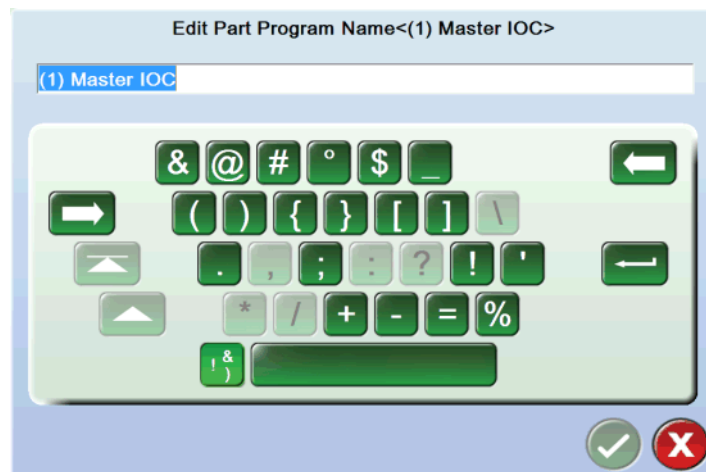 Edit Part Program Name<(1) Master IOC>
(1) Master IOC
& @ # ° $ _
( ) { } [ ] \
. , ; : ? ! '
* / + - = %
! & )